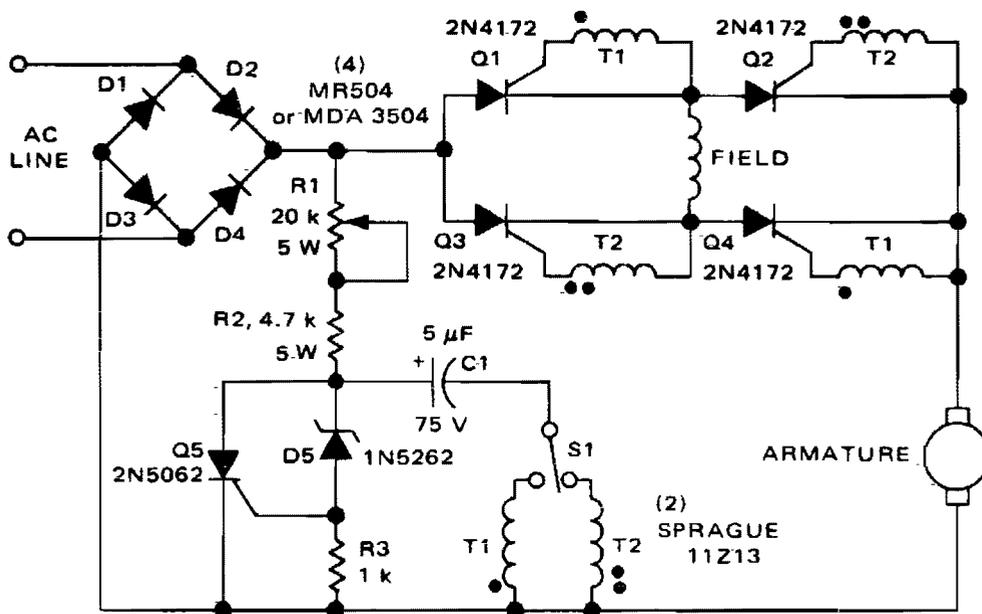 2N4172
T1
Q1
2N4172
T2
Q2
D1
D2
(4)
MR504
or MDA 3504
AC
LINE
FIELD
D3
D4
R1
20 k
5 W
Q3
2N4172
T2
Q4
2N4172
T1
R2, 4.7 k
5 W
5 µF
+
C1
75 V
Q5
2N5062
D5
1N5262
S1
ARMATURE
(2)
SPRAGUE
11Z13
T1
T2
R3
1 k